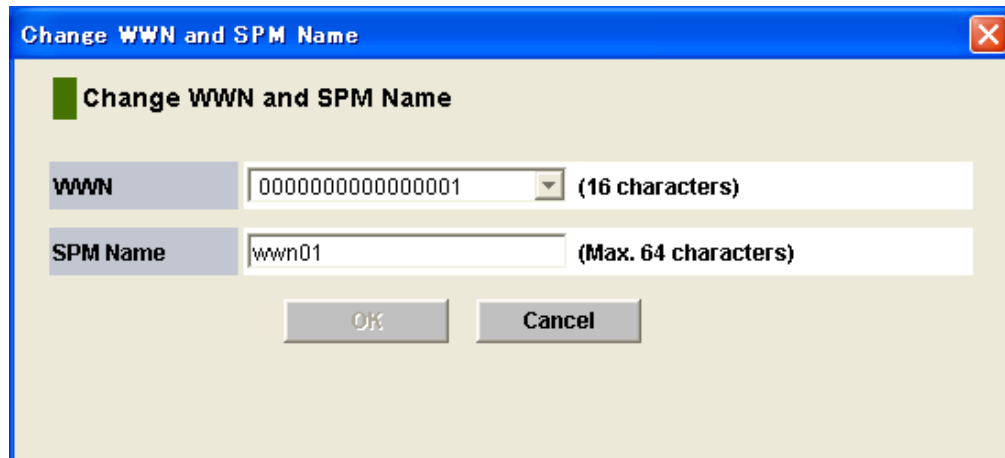 Change WWN and SPM Name
Change WWN and SPM Name
WWN 0000000000000001 (16 characters)
SPM Name wwn01 (Max. 64 characters)
OK Cancel